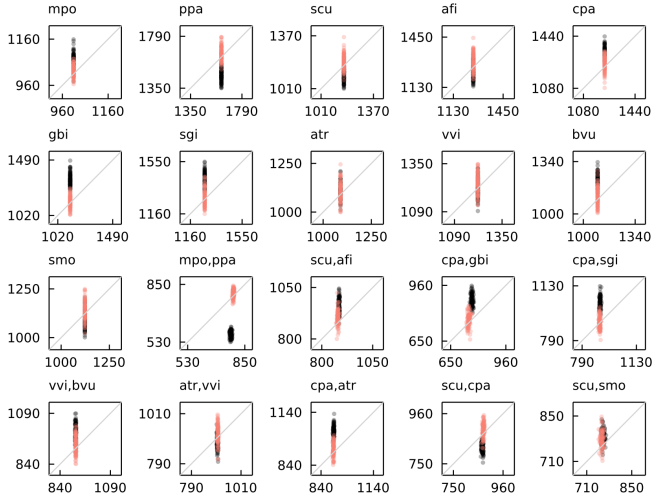 mpo ppa scu afi cpa
1160 1790 1370 1450 1440
960 1350 1010 1130 1080
960 1160 1350 1790 1010 1370 1130 1450 1080 1440
gbi sgi atr vvi bvu
1490 1550 1250 1350 1340
1020 1160 1000 1090 1000
1020 1490 1160 1550 1000 1250 1090 1350 1000 1340
smo mpo,ppa scu,afi cpa,gbi cpa,sgi
1250 850 1050 960 1130
1000 530 800 650 790
1000 1250 530 850 800 1050 650 960 790 1130
vvi,bvu atr,vvi cpa,atr scu,cpa scu,smo
1090 1010 1140 960 850
840 790 840 750 710
840 1090 790 1010 840 1140 750 960 710 850